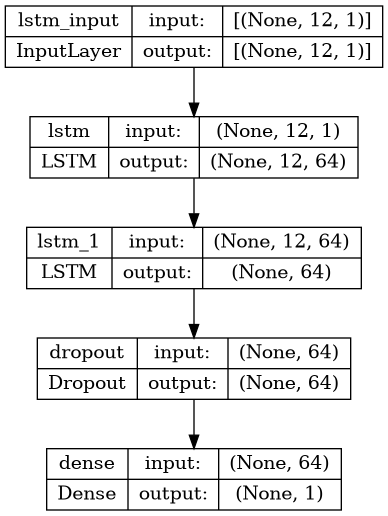 lstm_input input: [(None, 12, 1)]
InputLayer output: [(None, 12, 1)]
lstm input: (None, 12, 1)
LSTM output: (None, 12, 64)
lstm_1 input: (None, 12, 64)
LSTM output: (None, 64)
dropout input: (None, 64)
Dropout output: (None, 64)
dense input: (None, 64)
Dense output: (None, 1)